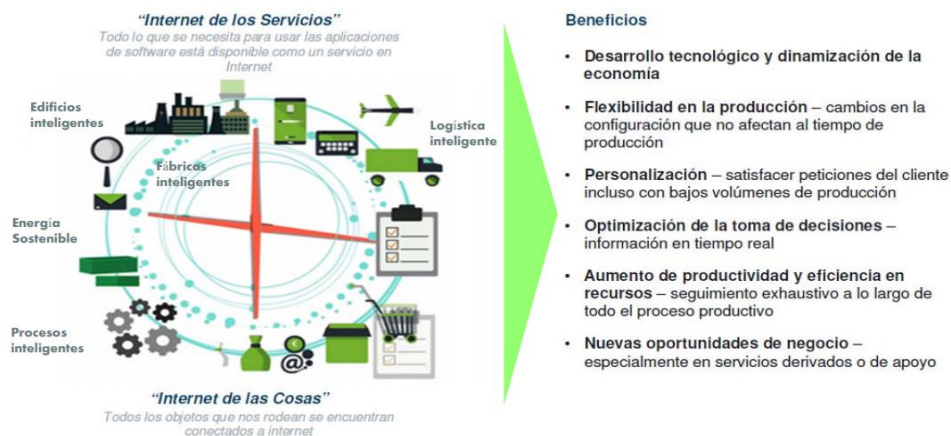 “Internet de los Servicios”
Todo lo que se necesita para usar las aplicaciones
de software está disponible como un servicio en
Internet
Edificios
inteligentes
Logística
inteligente
Fábricas
inteligentes
Energía
Sostenible
Procesos
inteligentes
“Internet de las Cosas”
Todos los objetos que nos rodean se encuentran
conectados a internet
Beneficios
• Desarrollo tecnológico y dinamización de la
economía
• Flexibilidad en la producción – cambios en la
configuración que no afectan al tiempo de
producción
• Personalización – satisfacer peticiones del cliente
incluso con bajos volúmenes de producción
• Optimización de la toma de decisiones –
información en tiempo real
• Aumento de productividad y eficiencia en
recursos – seguimiento exhaustivo a lo largo de
todo el proceso productivo
• Nuevas oportunidades de negocio –
especialmente en servicios derivados o de apoyo